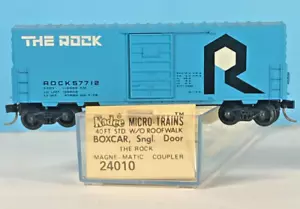 THE ROCK
ROCK 57712
R
Kadee MICRO-TRAINS
40FT STD W/O ROOFWALK
BOXCAR, Sngl. Door
THE ROCK
MAGNE-MATIC COUPLER
24010